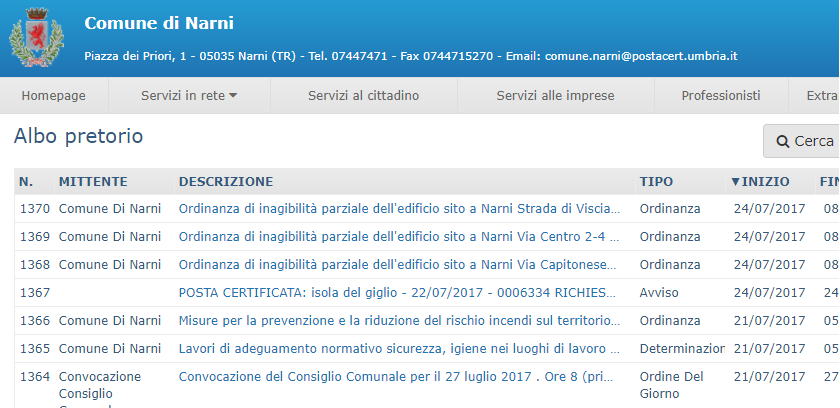 Comune di Narni
Piazza dei Priori, 1 - 05035 Narni (TR) - Tel. 07447471 - Fax 0744715270 - Email: comune.narni@postacert.umbria.it
Homepage Servizi in rete Servizi al cittadino Servizi alle imprese Professionisti Extra
Albo pretorio
Cerca
N. MITTENTE DESCRIZIONE TIPO ▼INIZIO FIN
1370 Comune Di Narni Ordinanza di inagibilità parziale dell'edificio sito a Narni Strada di Viscia... Ordinanza 24/07/2017 08
1369 Comune Di Narni Ordinanza di inagibilità parziale dell'edificio sito a Narni Via Centro 2-4 ... Ordinanza 24/07/2017 08
1368 Comune Di Narni Ordinanza di inagibilità parziale dell'edificio sito a Narni Via Capitonese... Ordinanza 24/07/2017 08
1367 POSTA CERTIFICATA: isola del giglio - 22/07/2017 - 0006334 RICHIES... Avviso 24/07/2017 24
1366 Comune Di Narni Misure per la prevenzione e la riduzione del rischio incendi sul territorio... Ordinanza 21/07/2017 05
1365 Comune Di Narni Lavori di adeguamento normativo sicurezza, igiene nei luoghi di lavoro ... Determinazion 21/07/2017 05
1364 Convocazione Convocazione del Consiglio Comunale per il 27 luglio 2017 . Ore 8 (pri... Ordine Del 21/07/2017 27
Consiglio Giorno